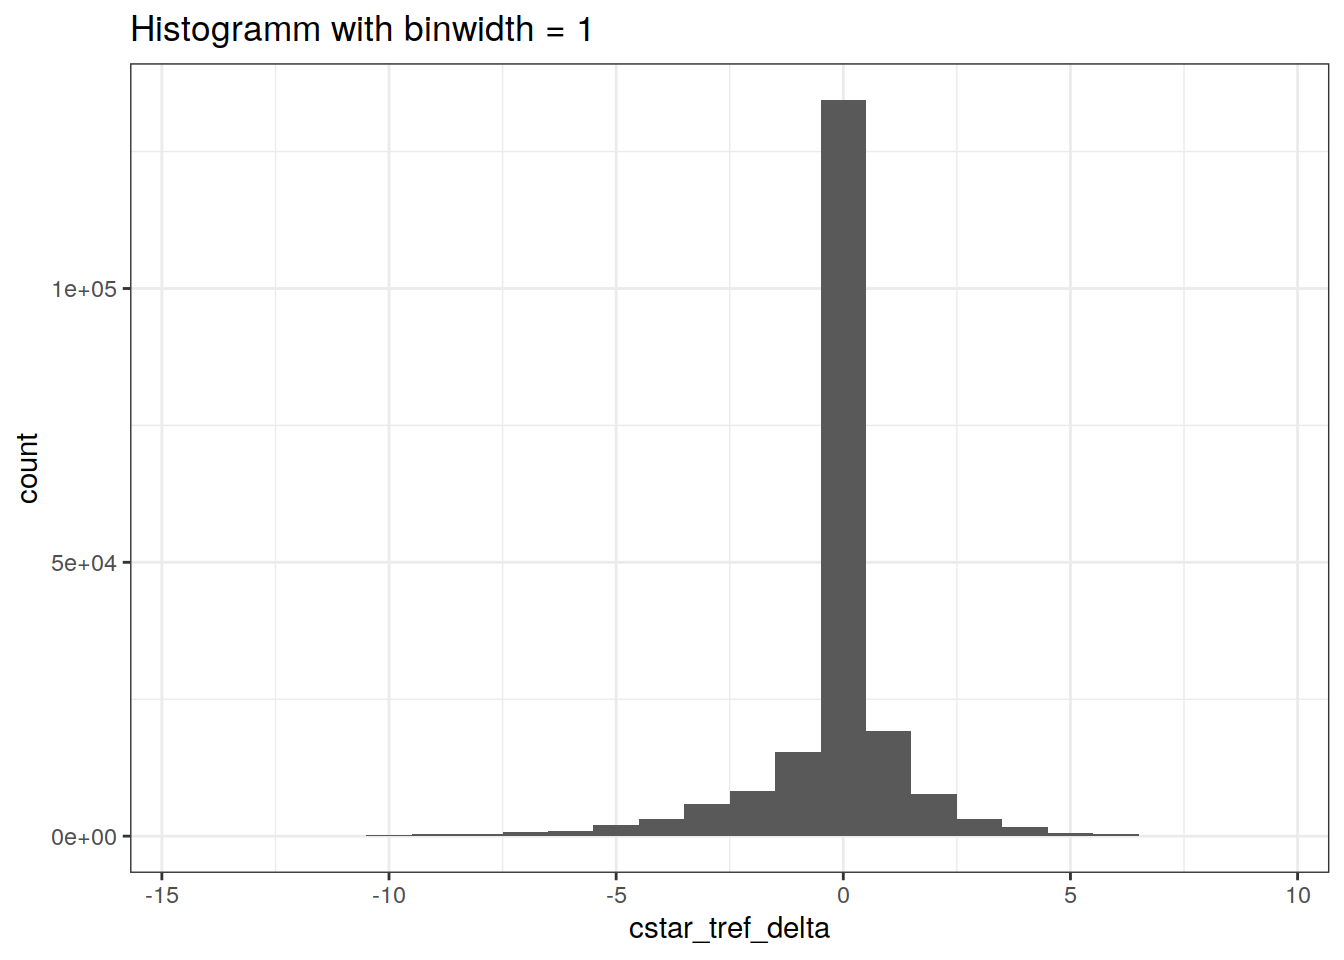 Histogramm with binwidth = 1
1e+05
5e+04
0e+00
count
-15 -10 -5 0 5 10
cstar_tref_delta